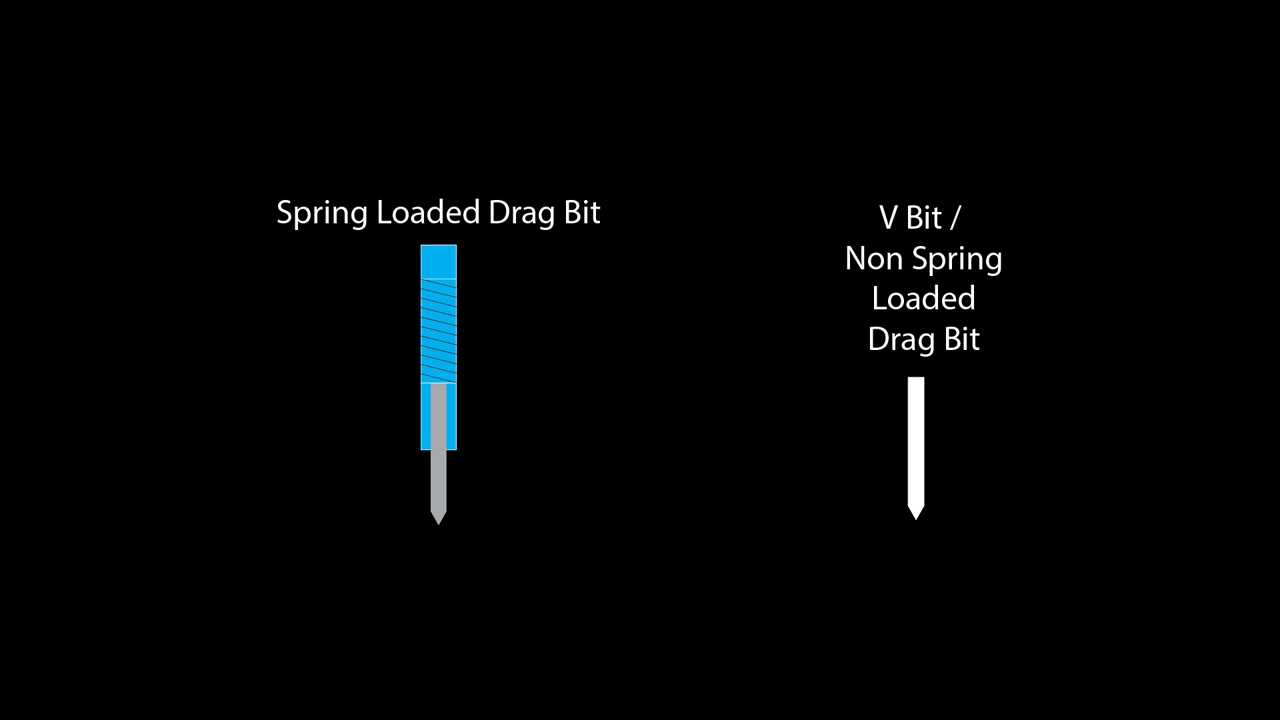 Spring Loaded Drag Bit
V Bit /
Non Spring
Loaded
Drag Bit